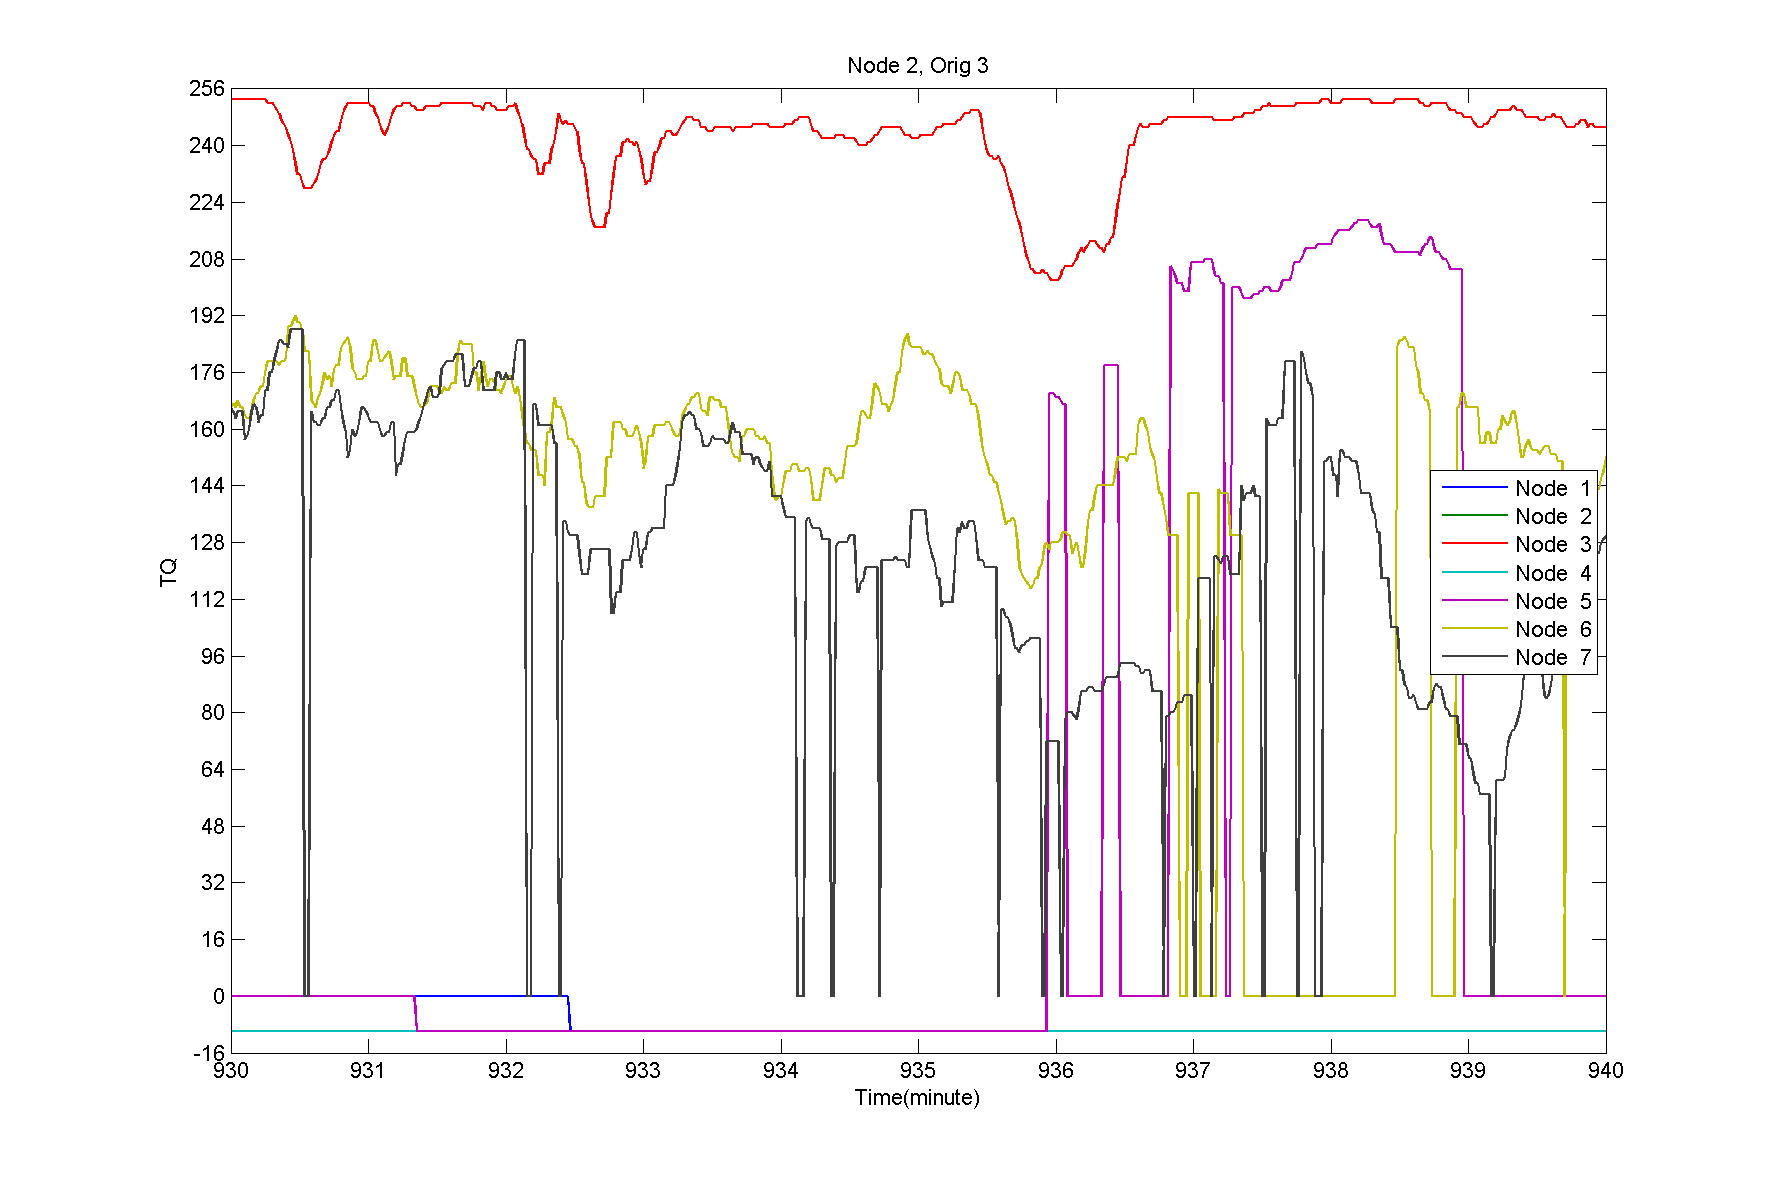 Node 2, Orig 3
256
240
224
208
192
176
160
144
128
112
96
80
64
48
32
16
0
-16
TQ
Node 1
Node 2
Node 3
Node 4
Node 5
Node 6
Node 7
930 931 932 933 934 935 936 937 938 939 940
Time(minute)